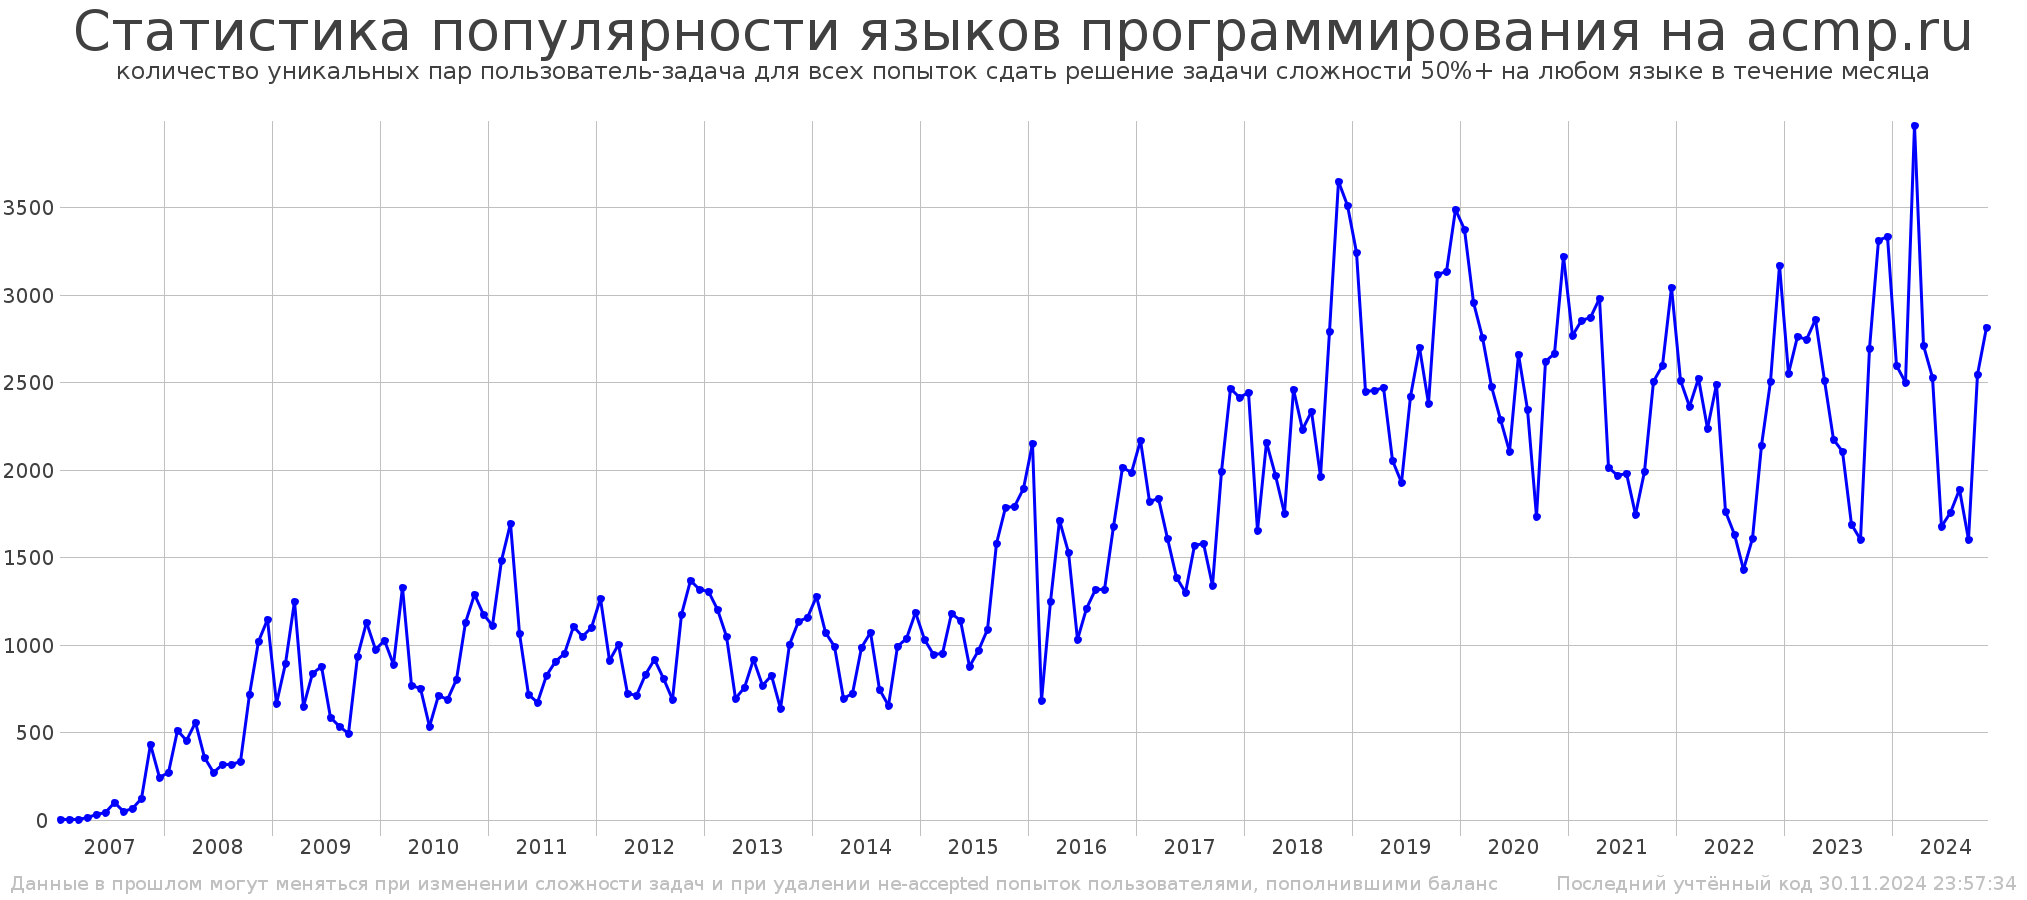 Статистика популярности языков программирования на acmp.ru
количество уникальных пар пользователь-задача для всех попыток сдать решение задачи сложности 50%+ на любом языке в течение месяца
3500
3000
2500
2000
1500
1000
500
0
2007 2008 2009 2010 2011 2012 2013 2014 2015 2016 2017 2018 2019 2020 2021 2022 2023 2024
Данные в прошлом могут меняться при изменении сложности задач и при удалении не-accepted попыток пользователями, пополнившими баланс Последний учтённый код 30.11.2024 23:57:34